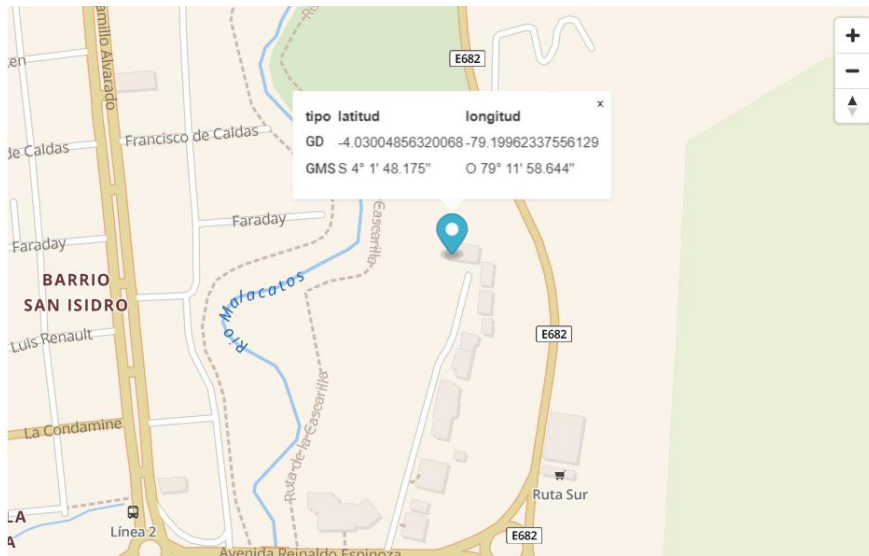 amillo Alvarado
E682
tipo latitud longitud
GD -4.03004856320068 -79.19962337556129
GMS S 4° 1' 48.175" O 79° 11' 58.644"
x
+
−
Francisco de Caldas
de Caldas
Faraday
Faraday
Cascarilla
BARRIO
SAN ISIDRO
Río Malacatos
Luis Renault
E682
La Condamine
Ruta de la Cascarilla
Ruta Sur
Línea 2
LA
A
E682
Avenida Reinaldo Espinoza